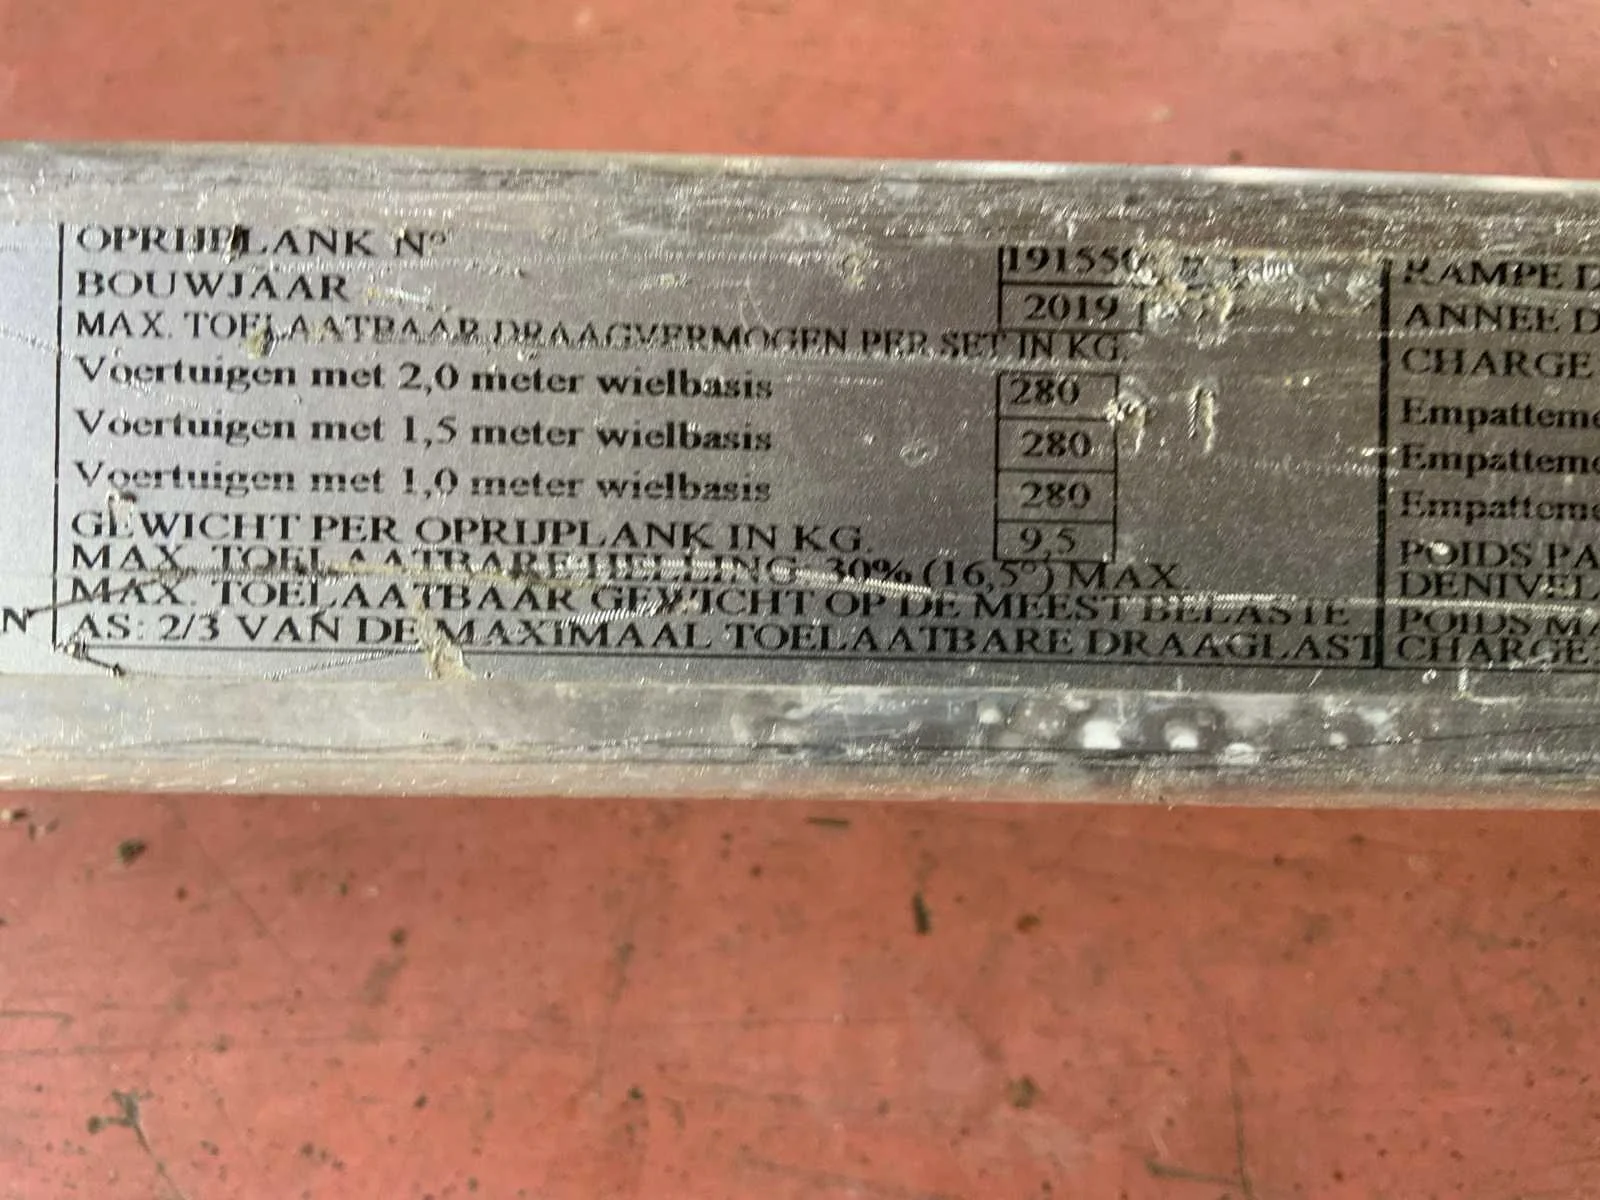 OPRIJPLANK Nº
BOUWJAAR 2019
MAX. TOELAATBAAR DRAAGVERMOGEN PER SET IN KG.
Voertuigen met 2,0 meter wielbasis 280
Voertuigen met 1,5 meter wielbasis 280
Voertuigen met 1,0 meter wielbasis 280
GEWICHT PER OPRIJPLANK IN KG. 9,5
MAX. TOELAATBARE HELLING: 30% (16,5°) MAX.
MAX. TOELAATBAAR GEWICHT OP DE MEEST BELASTE
AS: 2/3 VAN DE MAXIMAAL TOELAATBARE DRAAGLAST
RAMPE
ANNEE
CHARGE
POIDS
POIDS
CHARGE